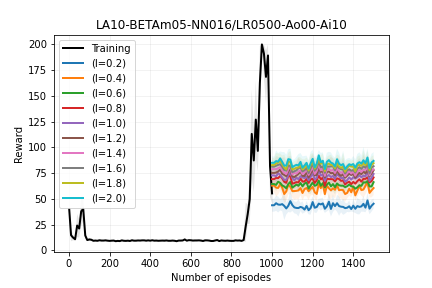 LA10-BETAm05-NN016/LR0500-Ao00-Ai10
200
175
150
125
100
75
50
25
0
Reward
Training
(l=0.2)
(l=0.4)
(l=0.6)
(l=0.8)
(l=1.0)
(l=1.2)
(l=1.4)
(l=1.6)
(l=1.8)
(l=2.0)
0 200 400 600 800 1000 1200 1400
Number of episodes